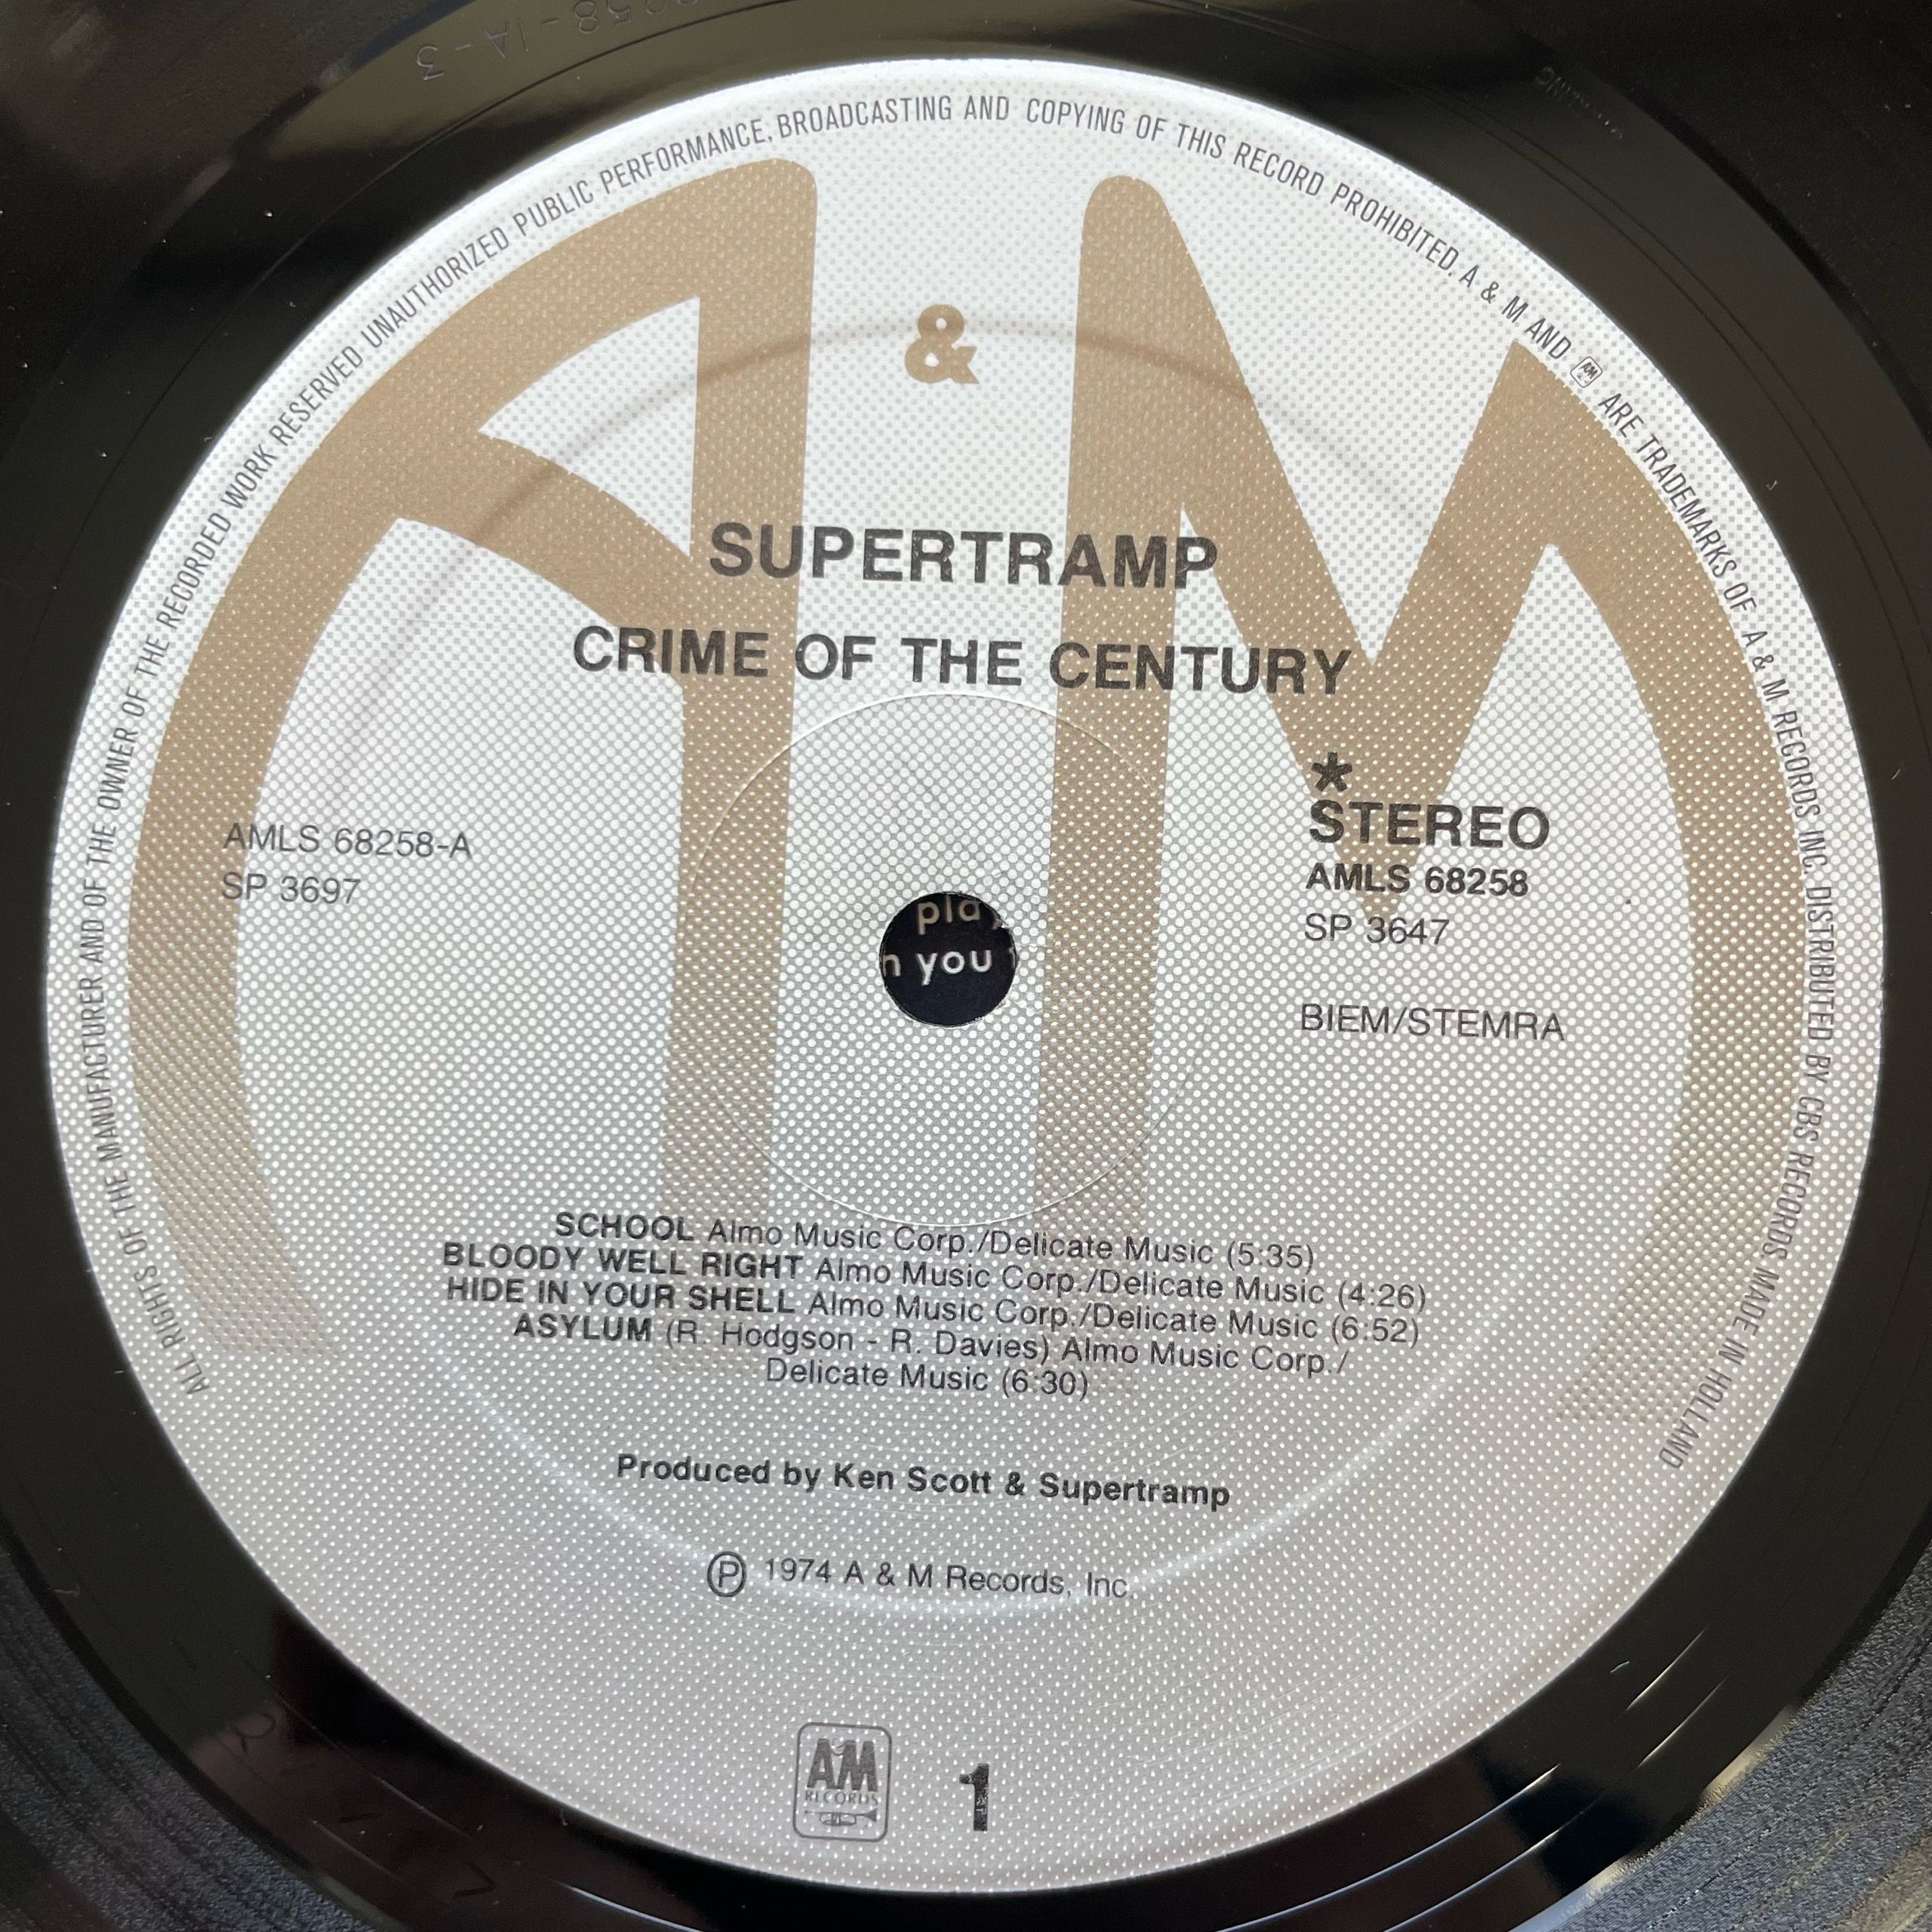 8258-1A-3
ALL RIGHTS OF THE MANUFACTURER AND OF THE OWNER OF THE RECORDED WORK RESERVED UNAUTHORIZED PUBLIC PERFORMANCE, BROADCASTING AND COPYING OF THIS RECORD PROHIBITED. A & M AND A&M ARE TRADEMARKS OF A & M RECORDS INC. DISTRIBUTED BY CBS RECORDS MADE IN HOLLAND
A & M
SUPERTRAMP
CRIME OF THE CENTURY
AMLS 68258-A
SP 3697
*
STEREO
AMLS 68258
SP 3647
BIEM/STEMRA
pla
n you
SCHOOL Almo Music Corp./Delicate Music (5:35)
BLOODY WELL RIGHT Almo Music Corp./Delicate Music (4:26)
HIDE IN YOUR SHELL Almo Music Corp./Delicate Music (6:52)
ASYLUM (R. Hodgson - R. Davies) Almo Music Corp./
Delicate Music (6:30)
Produced by Ken Scott & Supertramp
Ⓟ 1974 A & M Records, Inc.
A&M
RECORDS
1